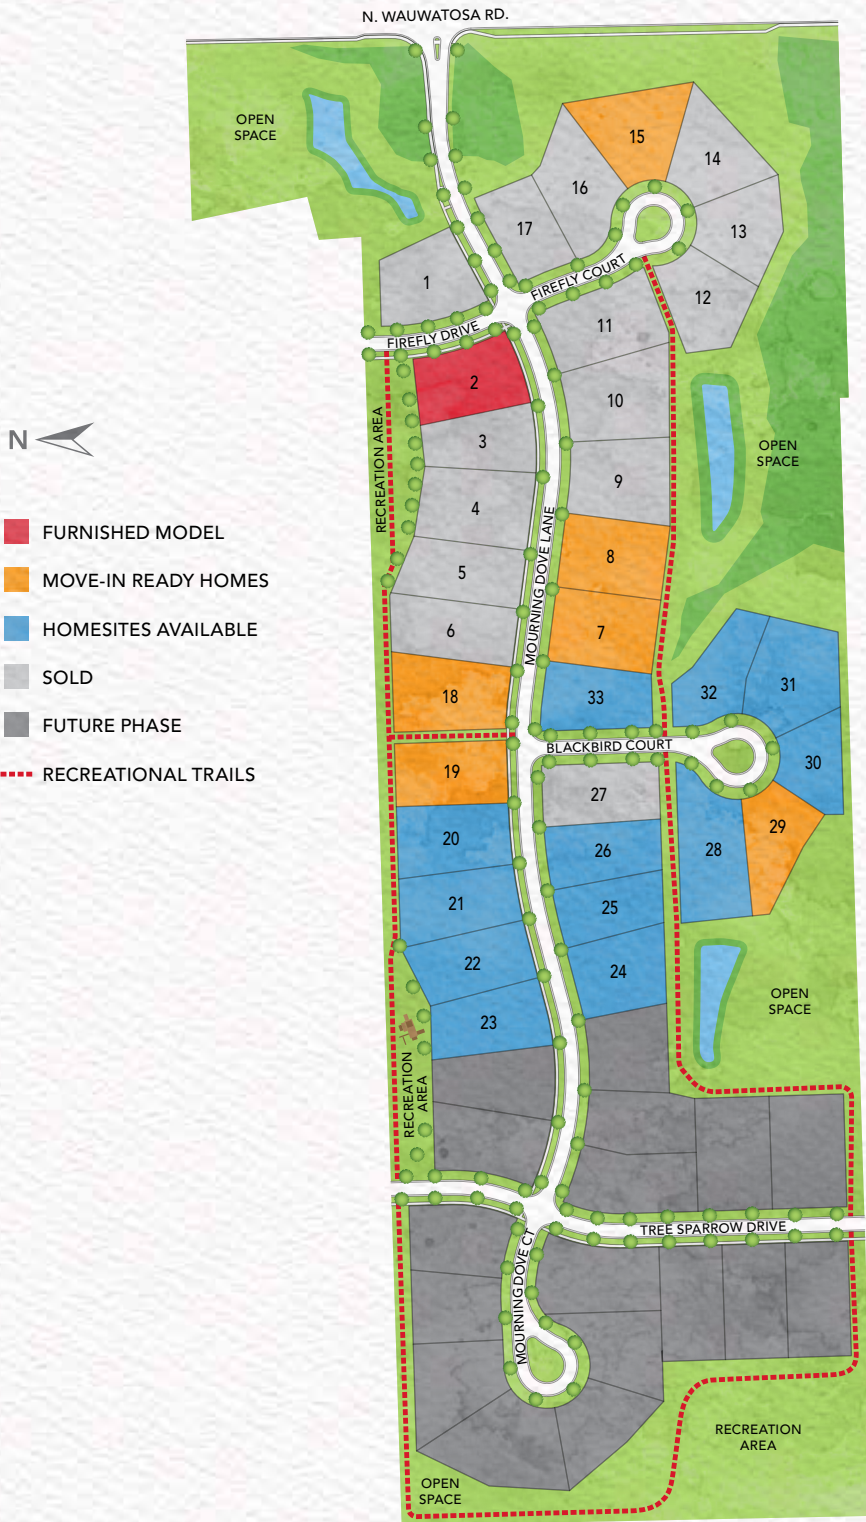 N. WAUWATOSA RD.
OPEN
SPACE
15
14
16
17
13
1
12
FIREFLY COURT
11
FIREFLY DRIVE
2
10
3
RECREATION AREA
N
OPEN
SPACE
9
4
MOURNING DOVE LANE
FURNISHED MODEL
8
5
MOVE-IN READY HOMES
6
7
HOMESITES AVAILABLE
SOLD
18
33
32
31
FUTURE PHASE
BLACKBIRD COURT
30
RECREATIONAL TRAILS
19
27
29
20
26
28
21
25
22
24
OPEN
SPACE
23
RECREATION
AREA
TREE SPARROW DRIVE
MOURNING DOVE CT
RECREATION
AREA
OPEN
SPACE